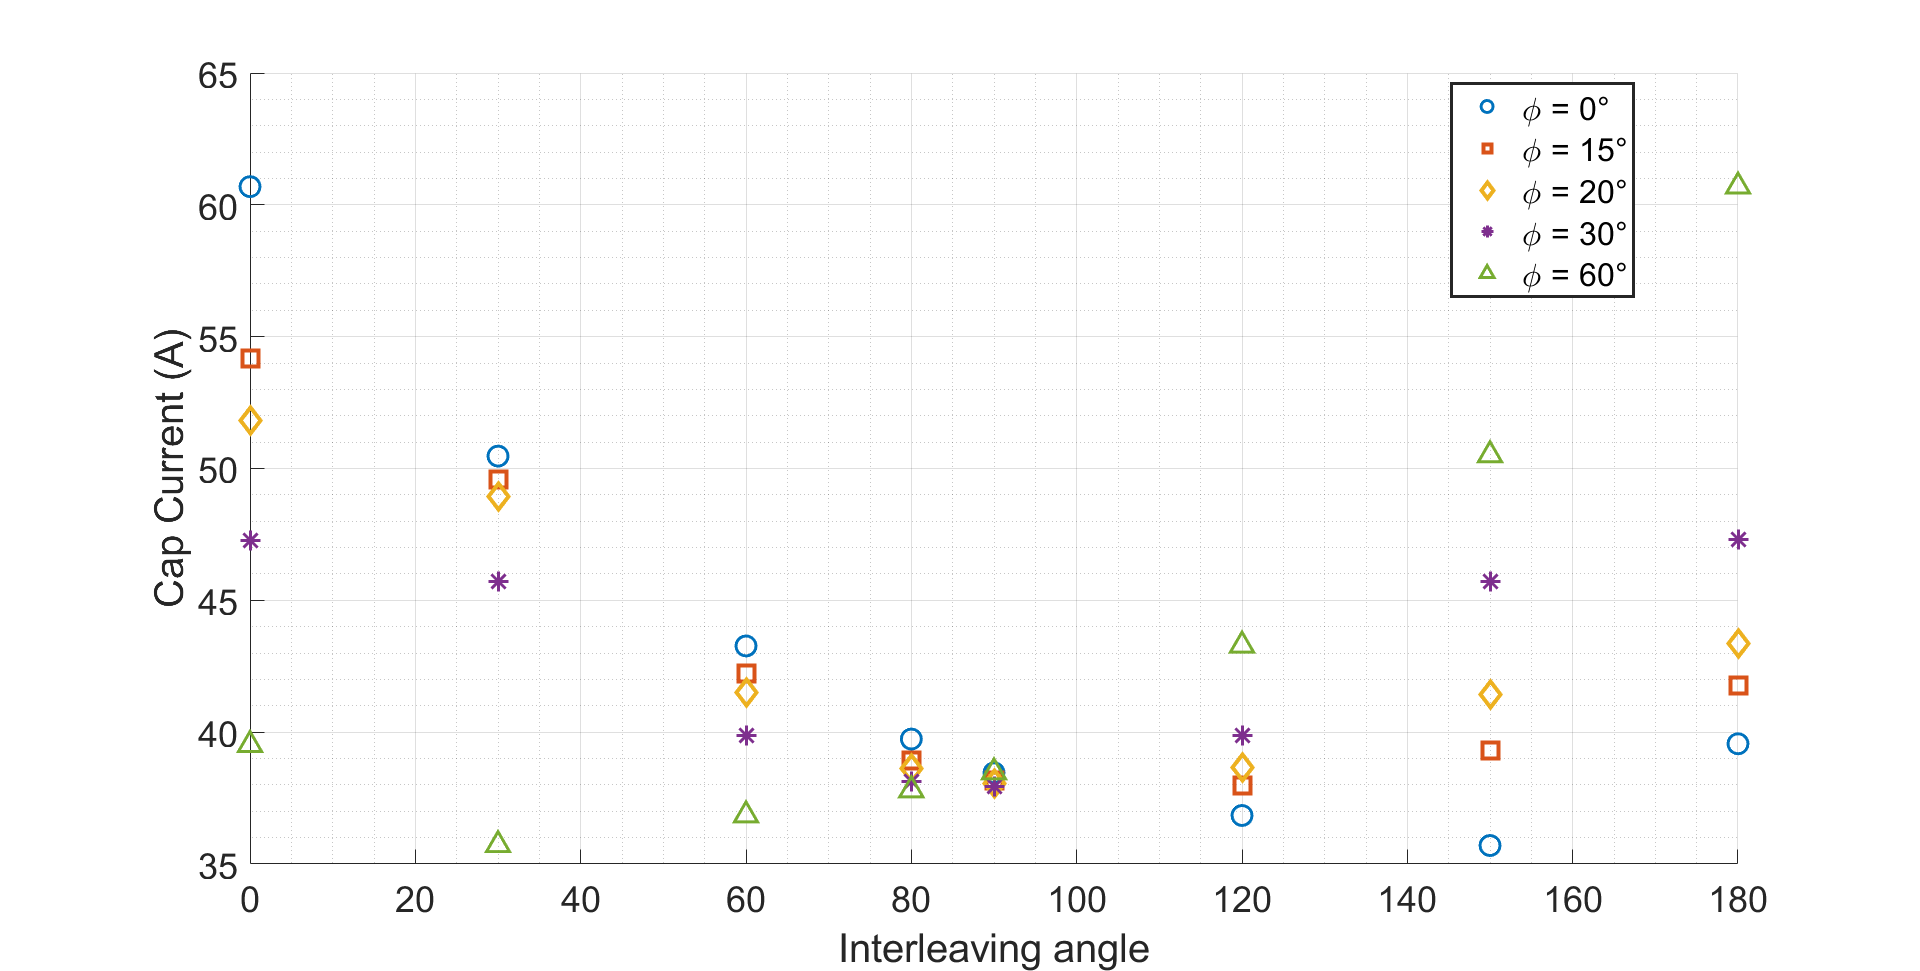 65
60
55
50
45
40
35
Cap Current (A)
0 20 40 60 80 100 120 140 160 180
Interleaving angle
ϕ = 0°
ϕ = 15°
ϕ = 20°
ϕ = 30°
ϕ = 60°